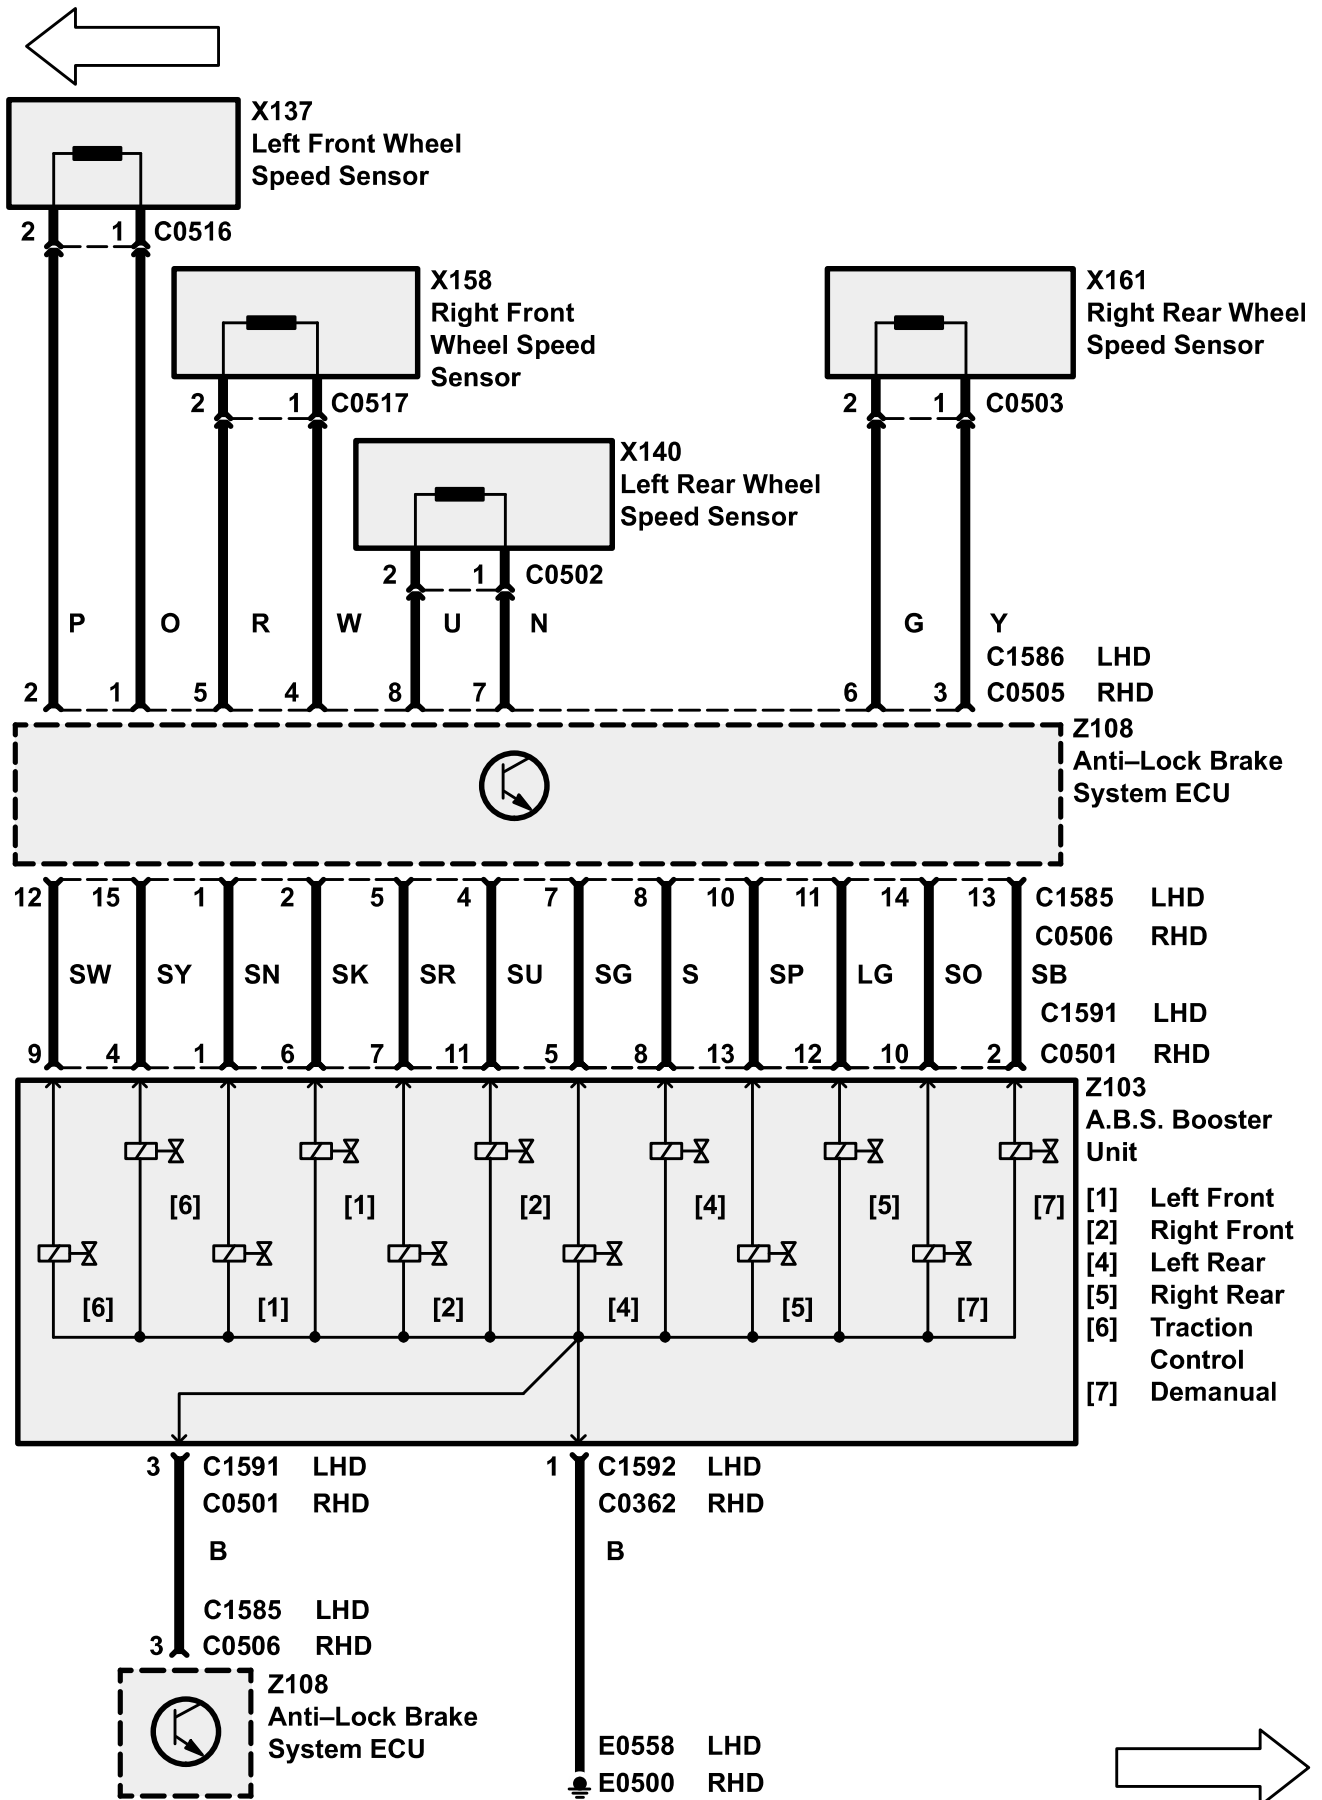 X137
Left Front Wheel
Speed Sensor
2 1 C0516
X158
Right Front
Wheel Speed
Sensor
2 1 C0517
X161
Right Rear Wheel
Speed Sensor
2 1 C0503
X140
Left Rear Wheel
Speed Sensor
2 1 C0502
P O R W U N G Y
C1586 LHD
2 1 5 4 8 7 6 3 C0505 RHD
Z108
Anti–Lock Brake
System ECU
12 15 1 2 5 4 7 8 10 11 14 13 C1585 LHD
C0506 RHD
SW SY SN SK SR SU SG S SP LG SO SB
C1591 LHD
9 4 1 6 7 11 5 8 13 12 10 2 C0501 RHD
Z103
A.B.S. Booster
Unit
[6] [1] [2] [4] [5] [7]
[6] [1] [2] [4] [5] [7]
[1] Left Front
[2] Right Front
[4] Left Rear
[5] Right Rear
[6] Traction
Control
[7] Demanual
3 C1591 LHD
C0501 RHD
B
C1585 LHD
3 C0506 RHD
Z108
Anti–Lock Brake
System ECU
1 C1592 LHD
C0362 RHD
B
E0558 LHD
E0500 RHD